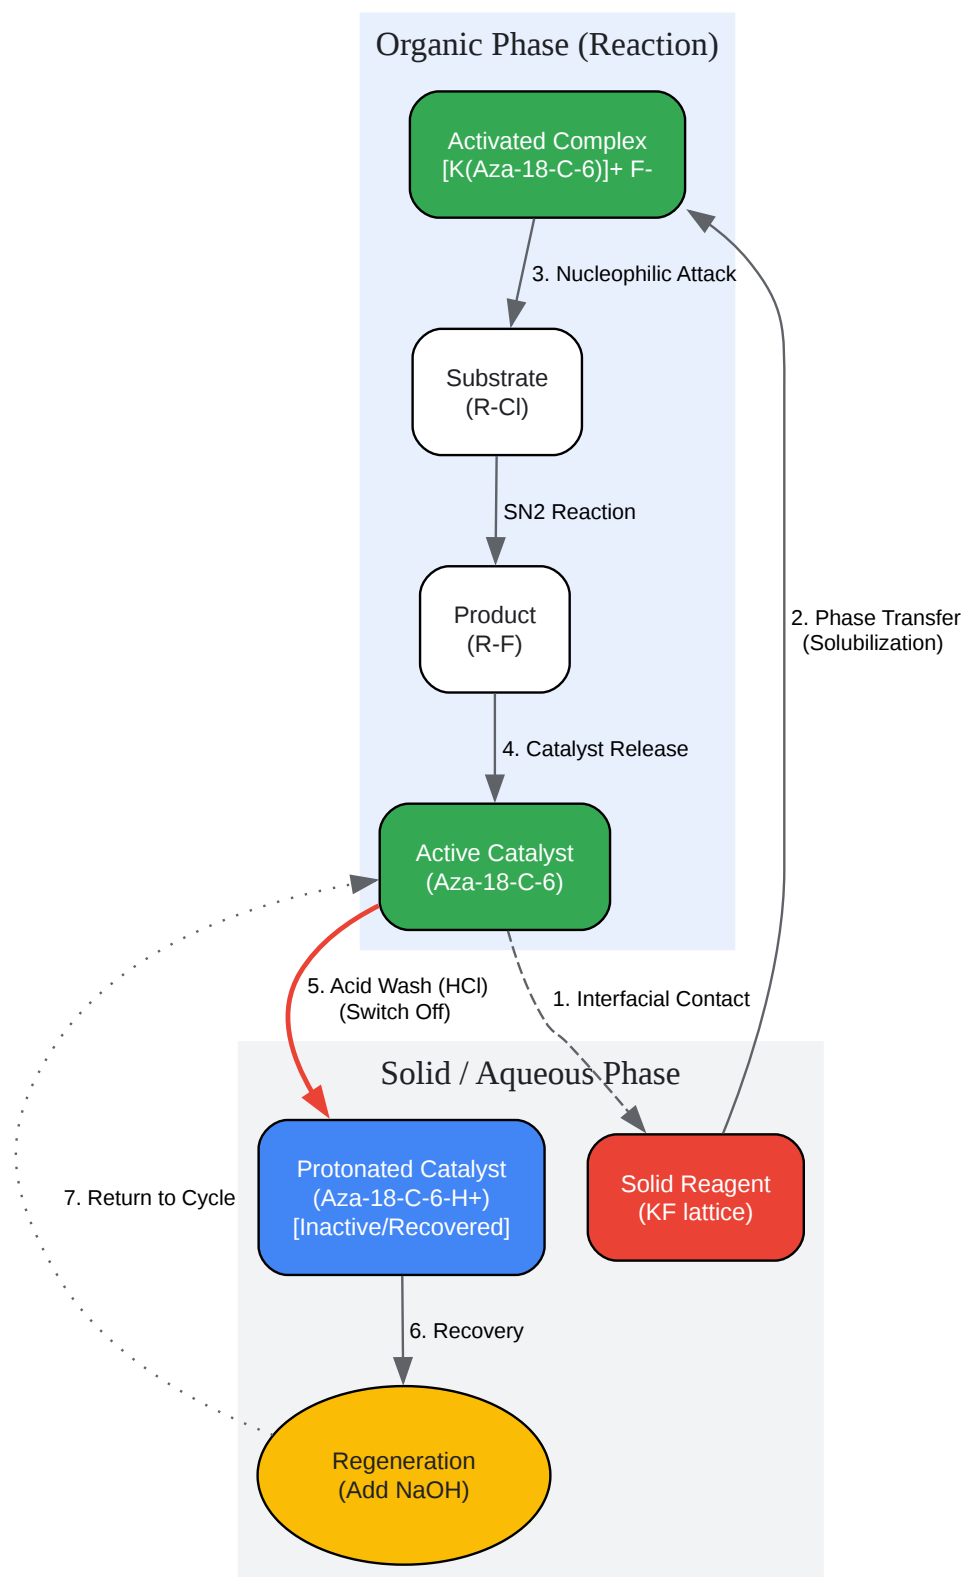 Organic Phase (Reaction)
Activated Complex
[K(Aza-18-C-6)]+ F-
3. Nucleophilic Attack
Substrate
(R-Cl)
SN2 Reaction
Product
(R-F)
2. Phase Transfer
(Solubilization)
4. Catalyst Release
Active Catalyst
(Aza-18-C-6)
5. Acid Wash (HCl)
(Switch Off)
1. Interfacial Contact
Solid / Aqueous Phase
Protonated Catalyst
(Aza-18-C-6-H+)
[Inactive/Recovered]
Solid Reagent
(KF lattice)
7. Return to Cycle
6. Recovery
Regeneration
(Add NaOH)